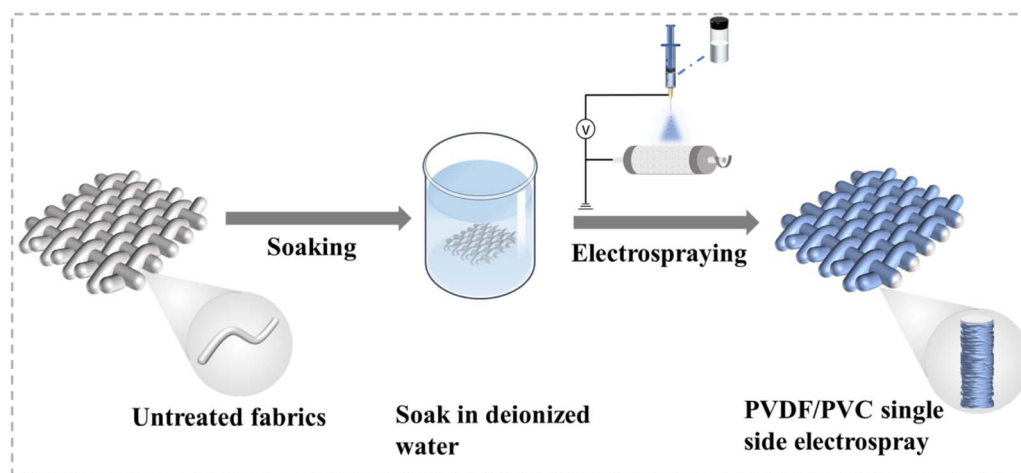 V
Soaking
Electrospraying
Untreated fabrics
Soak in deionized
water
PVDF/PVC single
side electrospray